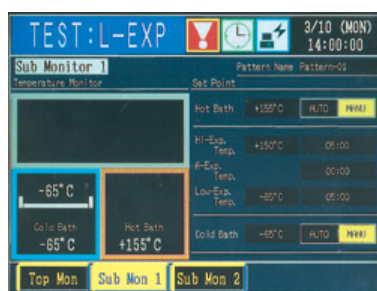 TEST:L-EXP
3/10 (MON)
14:00:00
Sub Monitor 1
Pattern Name Pattern-01
Temperature Monitor
Set Point
Hot Bath +155°C AUTO MANU
Hi-Exp. Temp. +150°C 05:00
A-Exp. Temp. 00:03
Low-Exp. Temp. -65°C 05:00
Cold Bath -65°C AUTO MANU
-65°C
Cold Bath
-65°C
Hot Bath
+155°C
Top Mon
Sub Mon 1
Sub Mon 2